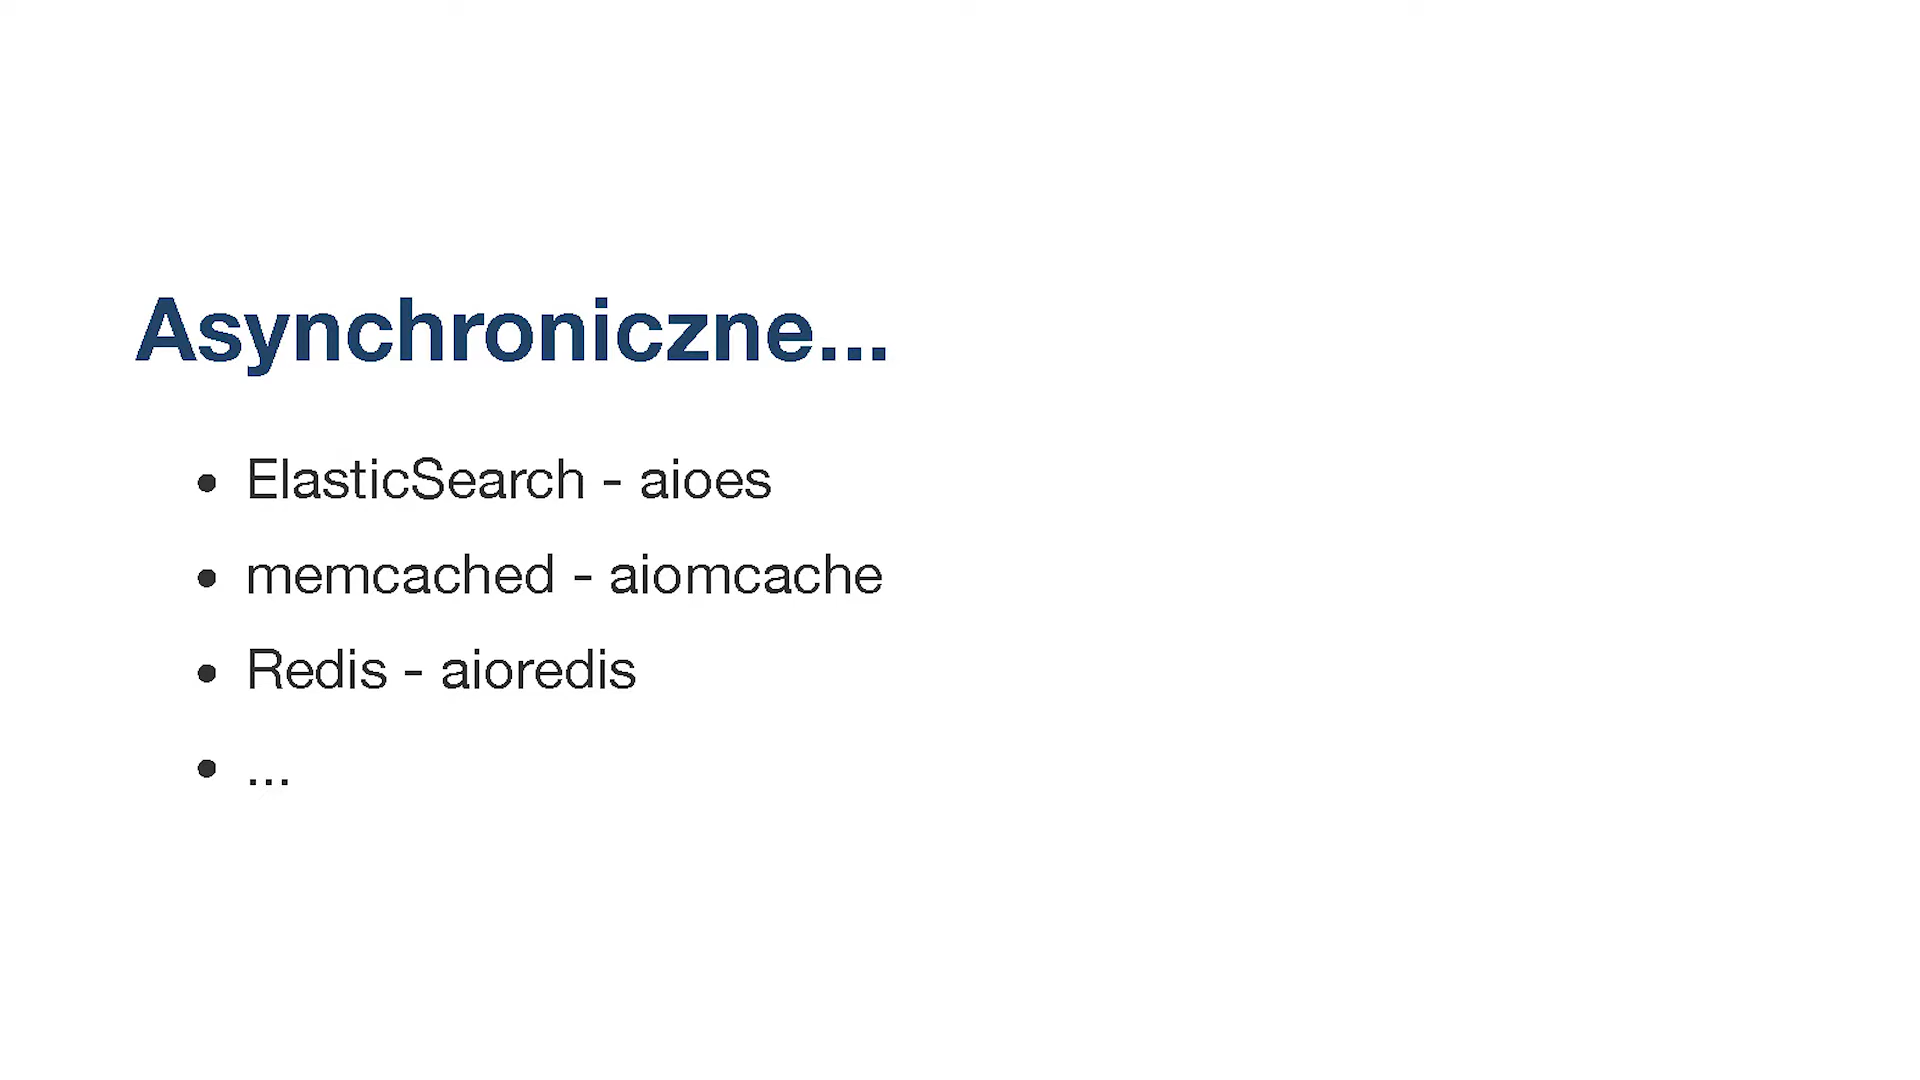 Asynchroniczne...
• ElasticSearch - aioes
• memcached - aiomcache
• Redis - aioredis
• ...